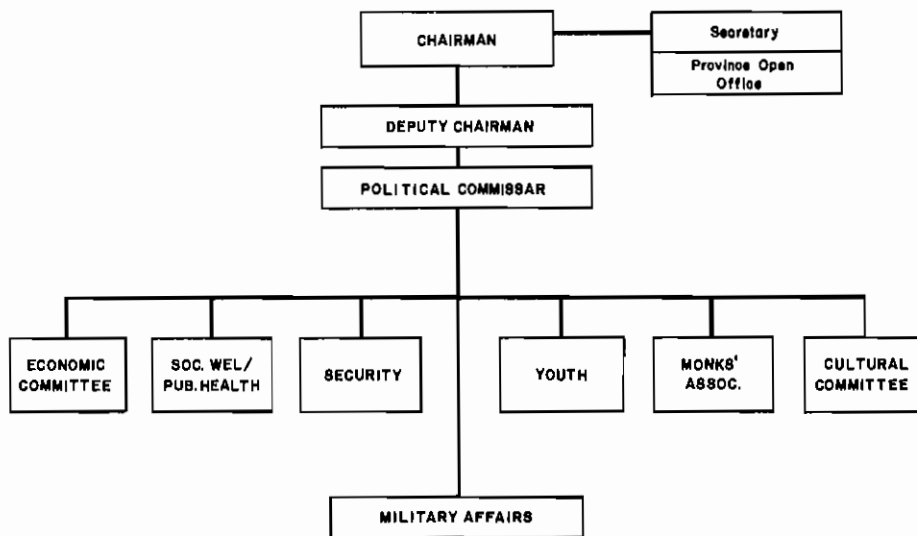 CHAIRMAN
Secretary
Province Open
Office
DEPUTY CHAIRMAN
POLITICAL COMMISSAR
ECONOMIC
COMMITTEE
SOC. WEL/
PUB. HEALTH
SECURITY
YOUTH
MONKS'
ASSOC.
CULTURAL
COMMITTEE
MILITARY AFFAIRS